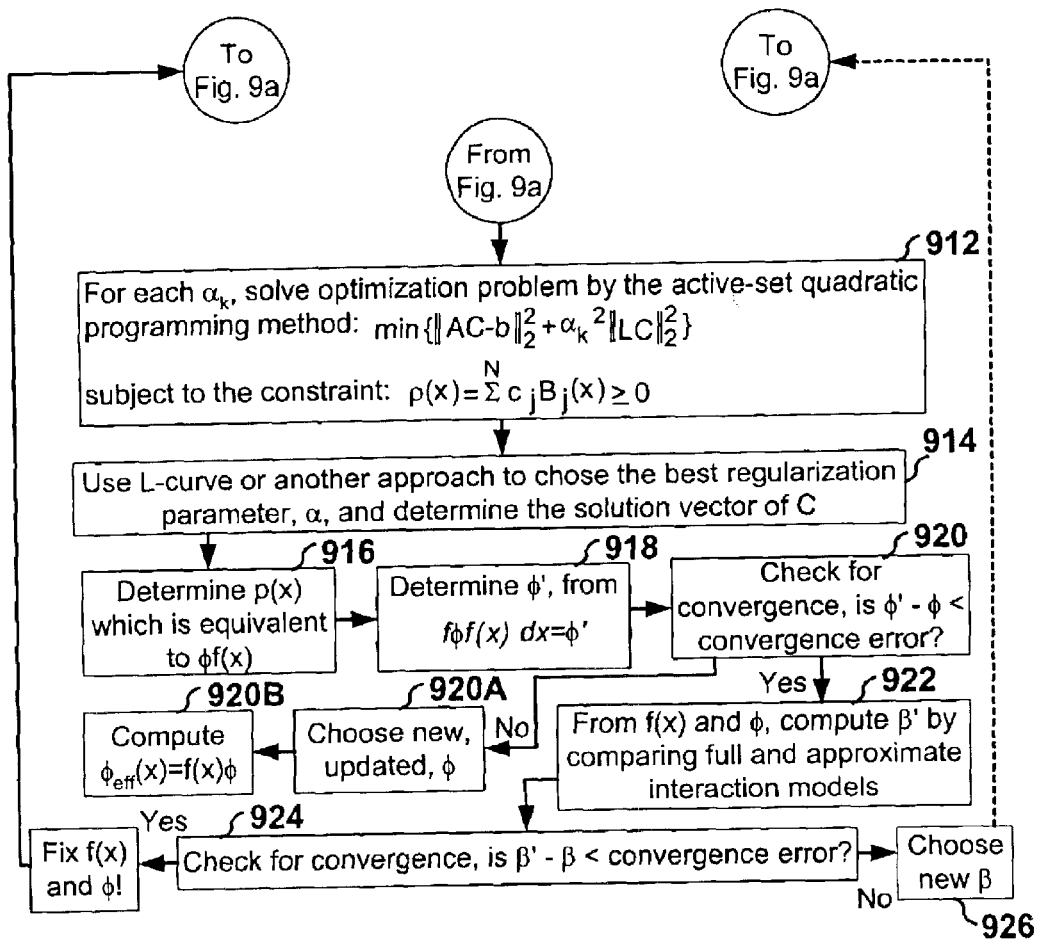 To
Fig. 9a
To
Fig. 9a
From
Fig. 9a
912
For each αk, solve optimization problem by the active-set quadratic
programming method: min{‖AC-b‖₂²+αk²‖LC‖₂²}
N
subject to the constraint: ρ(x)=Σ cjBj(x)≥0
914
Use L-curve or another approach to chose the best regularization
parameter, α, and determine the solution vector of C
916
Determine p(x)
which is equivalent
to ϕf(x)
918
Determine ϕ', from
fϕf(x) dx=ϕ'
920
Check for
convergence, is ϕ' - ϕ <
convergence error?
920B
Compute
ϕeff(x)=f(x)ϕ
920A
Choose new,
updated, ϕ
No
Yes
922
From f(x) and ϕ, compute β' by
comparing full and approximate
interaction models
Yes
924
Fix f(x)
and ϕ!
Check for convergence, is β' - β < convergence error?
No
Choose
new β
926